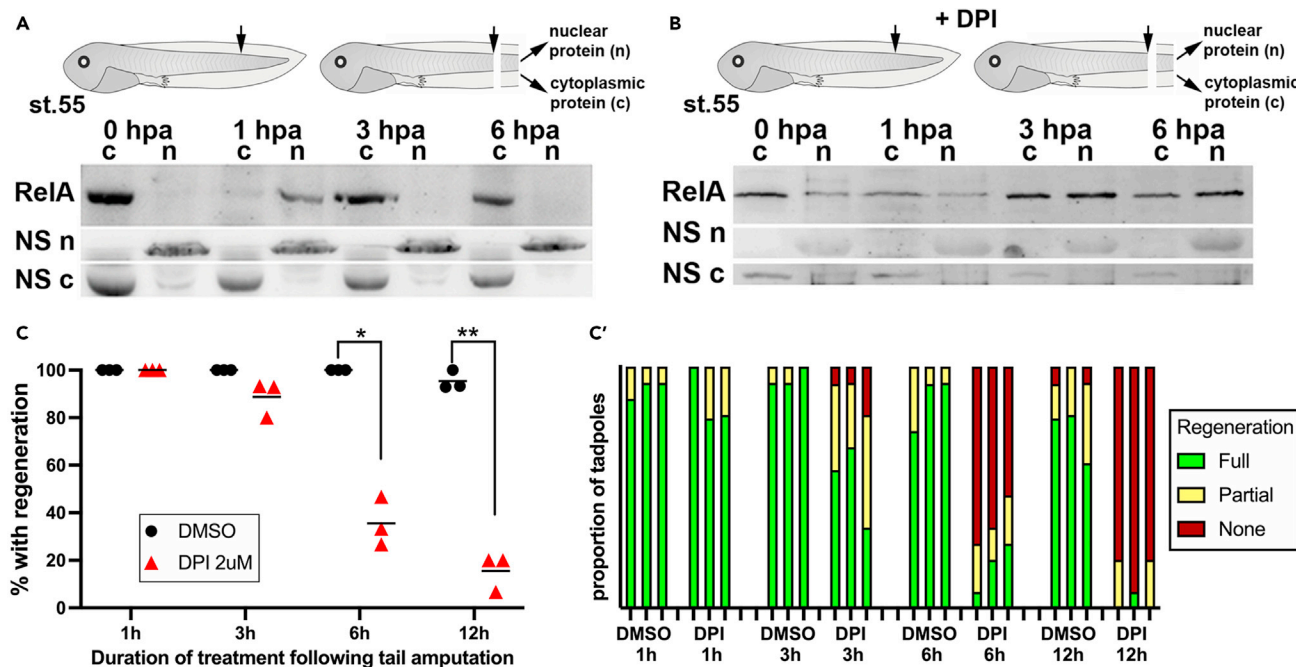 A
nuclear
protein (n)
cytoplasmic
protein (c)
st.55
0 hpa 1 hpa 3 hpa 6 hpa
c n c n c n c n
RelA
NS n
NS c
B
+ DPI
nuclear
protein (n)
cytoplasmic
protein (c)
st.55
0 hpa 1 hpa 3 hpa 6 hpa
c n c n c n c n
RelA
NS n
NS c
C
% with regeneration
100
80
60
40
20
0
* **
DMSO
DPI 2uM
1h 3h 6h 12h
Duration of treatment following tail amputation
C'
proportion of tadpoles
DMSO DPI DMSO DPI DMSO DPI DMSO DPI
1h 1h 3h 3h 6h 6h 12h 12h
Regeneration
Full
Partial
None